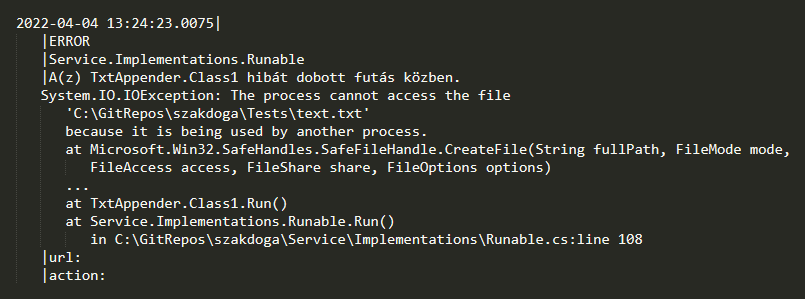 2022-04-04 13:24:23.0075|
|ERROR
|Service.Implementations.Runable
|A(z) TxtAppender.Class1 hibát dobott futás közben.
System.IO.IOException: The process cannot access the file
'C:\GitRepos\szakdoga\Tests\text.txt'
because it is being used by another process.
at Microsoft.Win32.SafeHandles.SafeFileHandle.CreateFile(String fullPath, FileMode mode,
FileAccess access, FileShare share, FileOptions options)
...
at TxtAppender.Class1.Run()
at Service.Implementations.Runable.Run()
in C:\GitRepos\szakdoga\Service\Implementations\Runable.cs:line 108
|url:
|action: